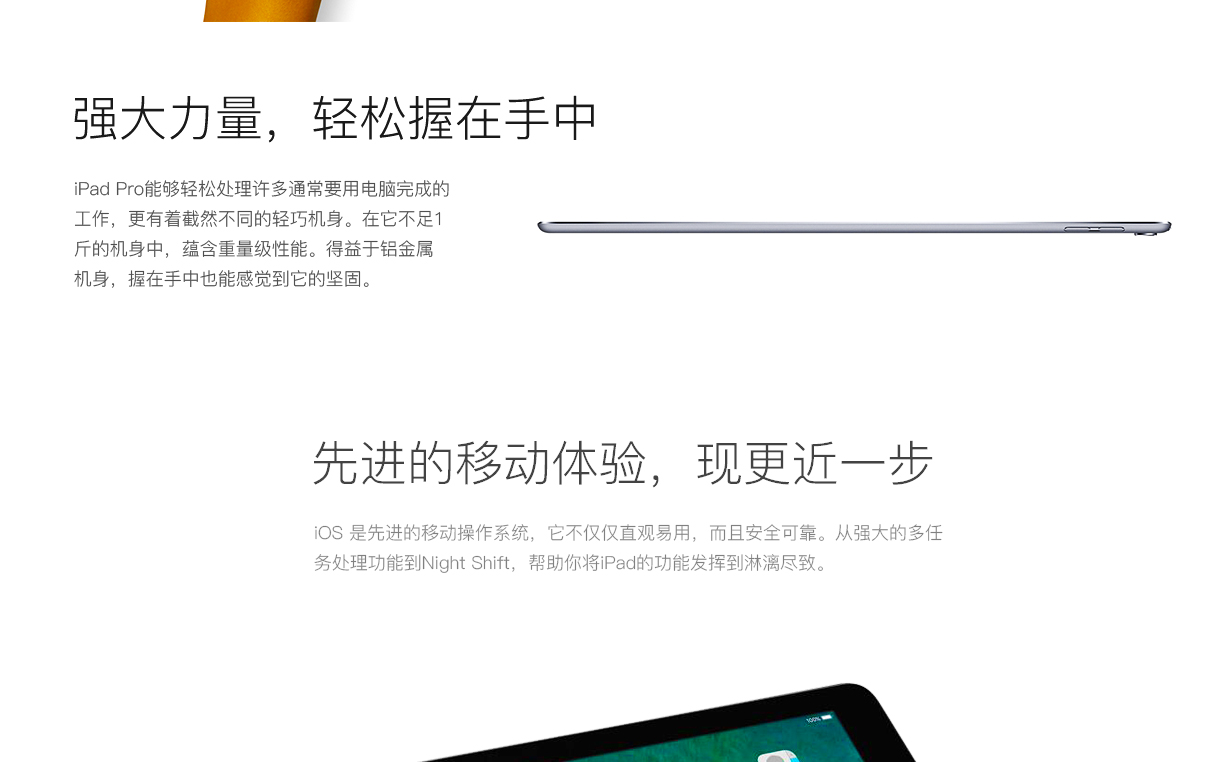 强大力量，轻松握在手中
iPad Pro能够轻松处理许多通常要用电脑完成的
工作，更有着截然不同的轻巧机身。在它不足1
斤的机身中，蕴含重量级性能。得益于铝金属
机身，握在手中也能感觉到它的坚固。
先进的移动体验，现更近一步
iOS 是先进的移动操作系统，它不仅仅直观易用，而且安全可靠。从强大的多任
务处理功能到Night Shift，帮助你将iPad的功能发挥到淋漓尽致。
100%